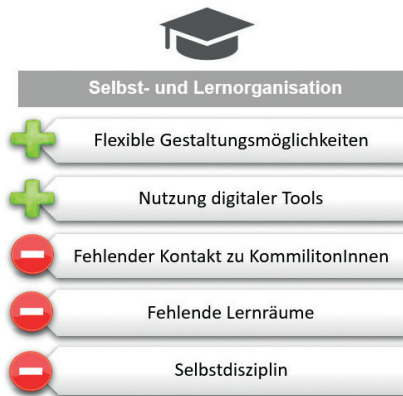 Selbst- und Lernorganisation
Flexible Gestaltungsmöglichkeiten
Nutzung digitaler Tools
Fehlender Kontakt zu KommilitonInnen
Fehlende Lernräume
Selbstdisziplin